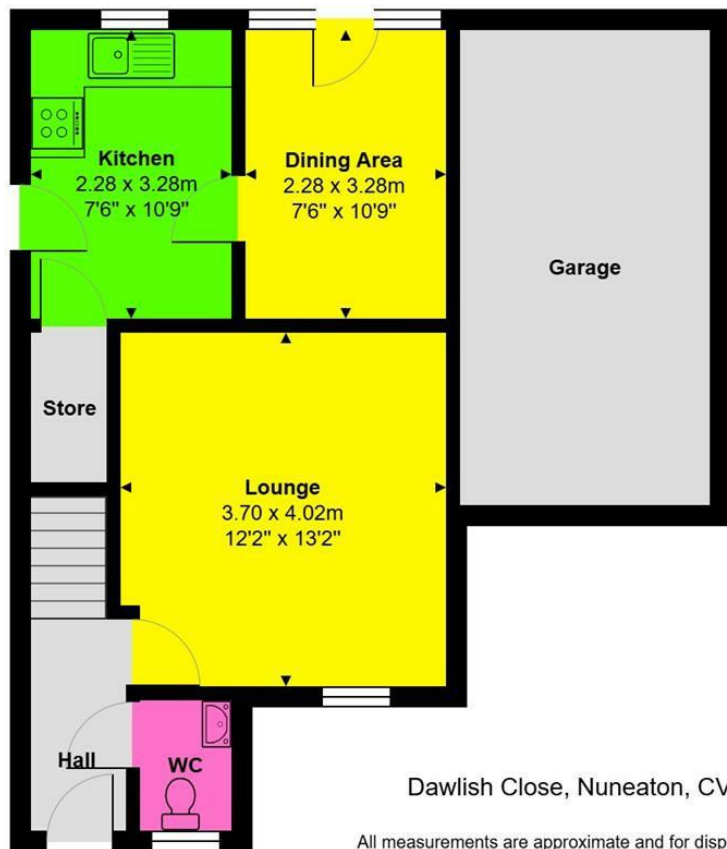 Kitchen
2.28 x 3.28m
7'6" x 10'9"
Dining Area
2.28 x 3.28m
7'6" x 10'9"
Garage
Store
Lounge
3.70 x 4.02m
12'2" x 13'2"
Hall
WC
Dawlish Close, Nuneaton, CV
All measurements are approximate and for disp